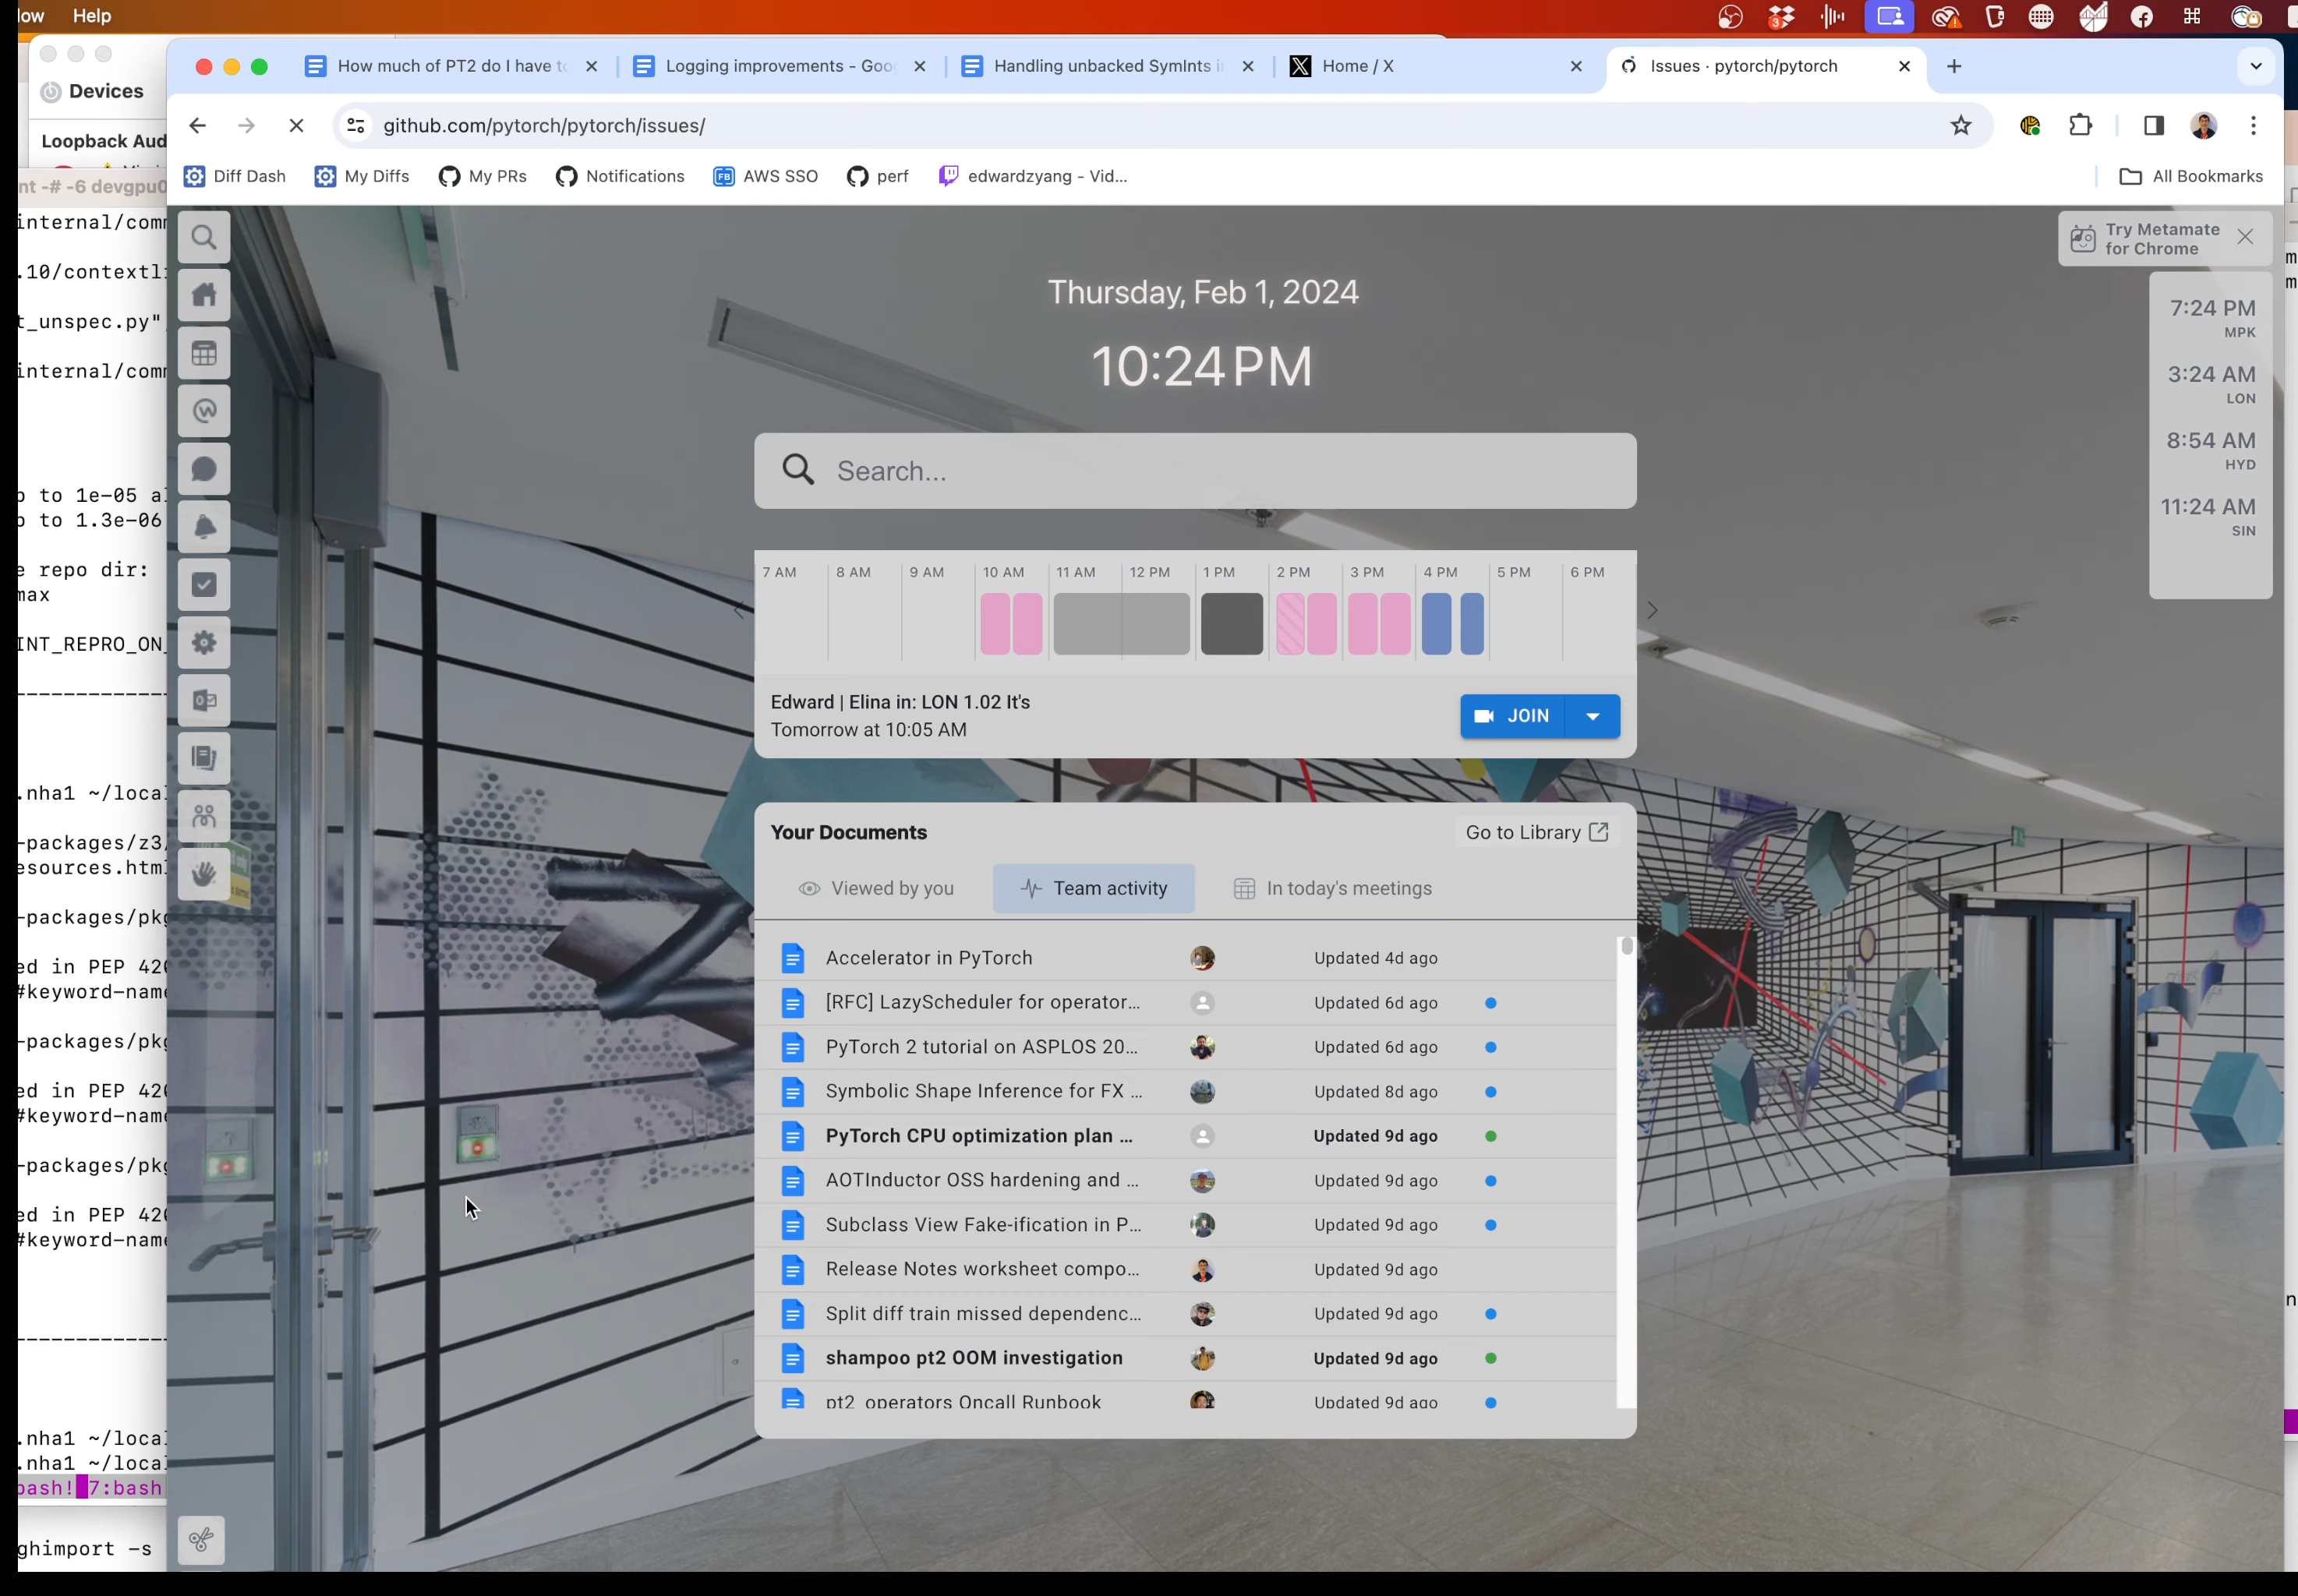 low Help
Devices
Loopback Aud
How much of PT2 do I have to
Logging improvements - Goo
Handling unbacked SymInts i
Home / X
Issues · pytorch/pytorch
github.com/pytorch/pytorch/issues/
Diff Dash
My Diffs
My PRs
Notifications
AWS SSO
perf
edwardzyang - Vid...
All Bookmarks
nt -# -6 devgpu0
internal/comm
.10/contextl
t_unspec.py"
internal/comm
p to 1e-05 a
p to 1.3e-06
e repo dir:
max
INT_REPRO_ON_
.nha1 ~/local
-packages/z3/
esources.html
-packages/pkg
ed in PEP 420
#keyword-name
-packages/pkg
ed in PEP 420
#keyword-name
-packages/pkg
ed in PEP 420
#keyword-name
.nha1 ~/local
.nha1 ~/local
bash! 7:bash
ghimport -s
Try Metamate
for Chrome
7:24 PM
MPK
3:24 AM
LON
8:54 AM
HYD
11:24 AM
SIN
Thursday, Feb 1, 2024
10:24 PM
Search...
7 AM 8 AM 9 AM 10 AM 11 AM 12 PM 1 PM 2 PM 3 PM 4 PM 5 PM 6 PM
Edward | Elina in: LON 1.02 It's
Tomorrow at 10:05 AM
JOIN
Your Documents
Go to Library
Viewed by you
Team activity
In today's meetings
Accelerator in PyTorch Updated 4d ago
[RFC] LazyScheduler for operator... Updated 6d ago
PyTorch 2 tutorial on ASPLOS 20... Updated 6d ago
Symbolic Shape Inference for FX ... Updated 8d ago
PyTorch CPU optimization plan ... Updated 9d ago
AOTInductor OSS hardening and ... Updated 9d ago
Subclass View Fake-ification in P... Updated 9d ago
Release Notes worksheet compo... Updated 9d ago
Split diff train missed dependenc... Updated 9d ago
shampoo pt2 OOM investigation Updated 9d ago
pt2 operators Oncall Runbook Updated 9d ago